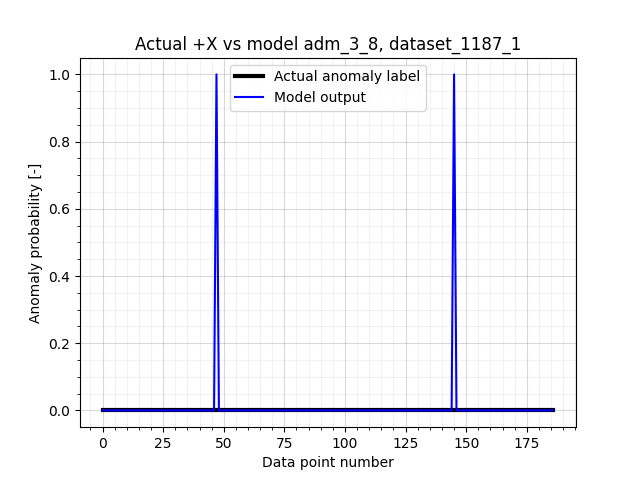 Actual +X vs model adm_3_8, dataset_1187_1
Actual anomaly label
Model output
Anomaly probability [-]
1.0
0.8
0.6
0.4
0.2
0.0
0 25 50 75 100 125 150 175
Data point number